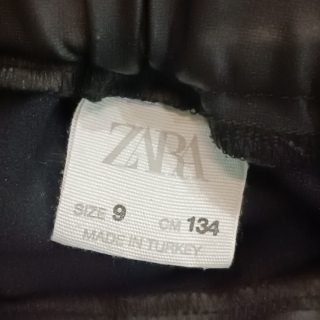 ZARA
SIZE 9 CM 134
MADE IN TURKEY